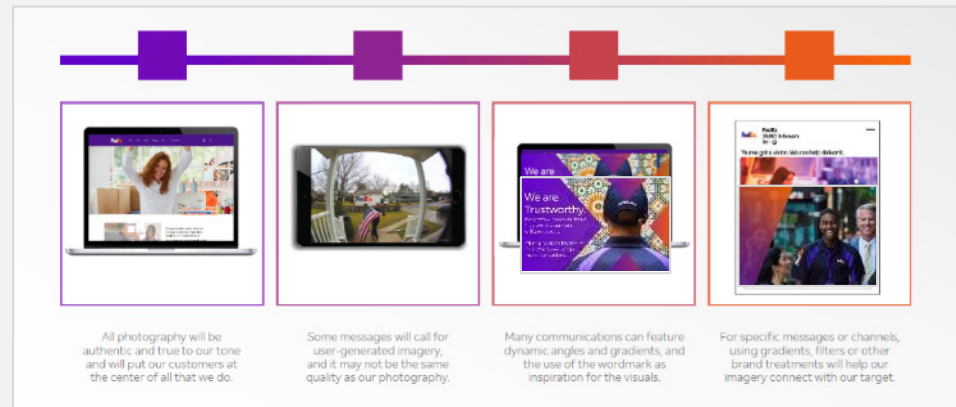 FedEx
We are
We are
Trustworthy.
FedEx
All photography will be
authentic and true to our tone
and will put our customers at
the center of all that we do.
Some messages will call for
user-generated imagery,
and it may not be the same
quality as our photography.
Many communications can feature
dynamic angles and gradients, and
the use of the wordmark as
inspiration for the visuals.
For specific messages or channels,
using gradients, filters or other
brand treatments will help our
imagery connect with our target.